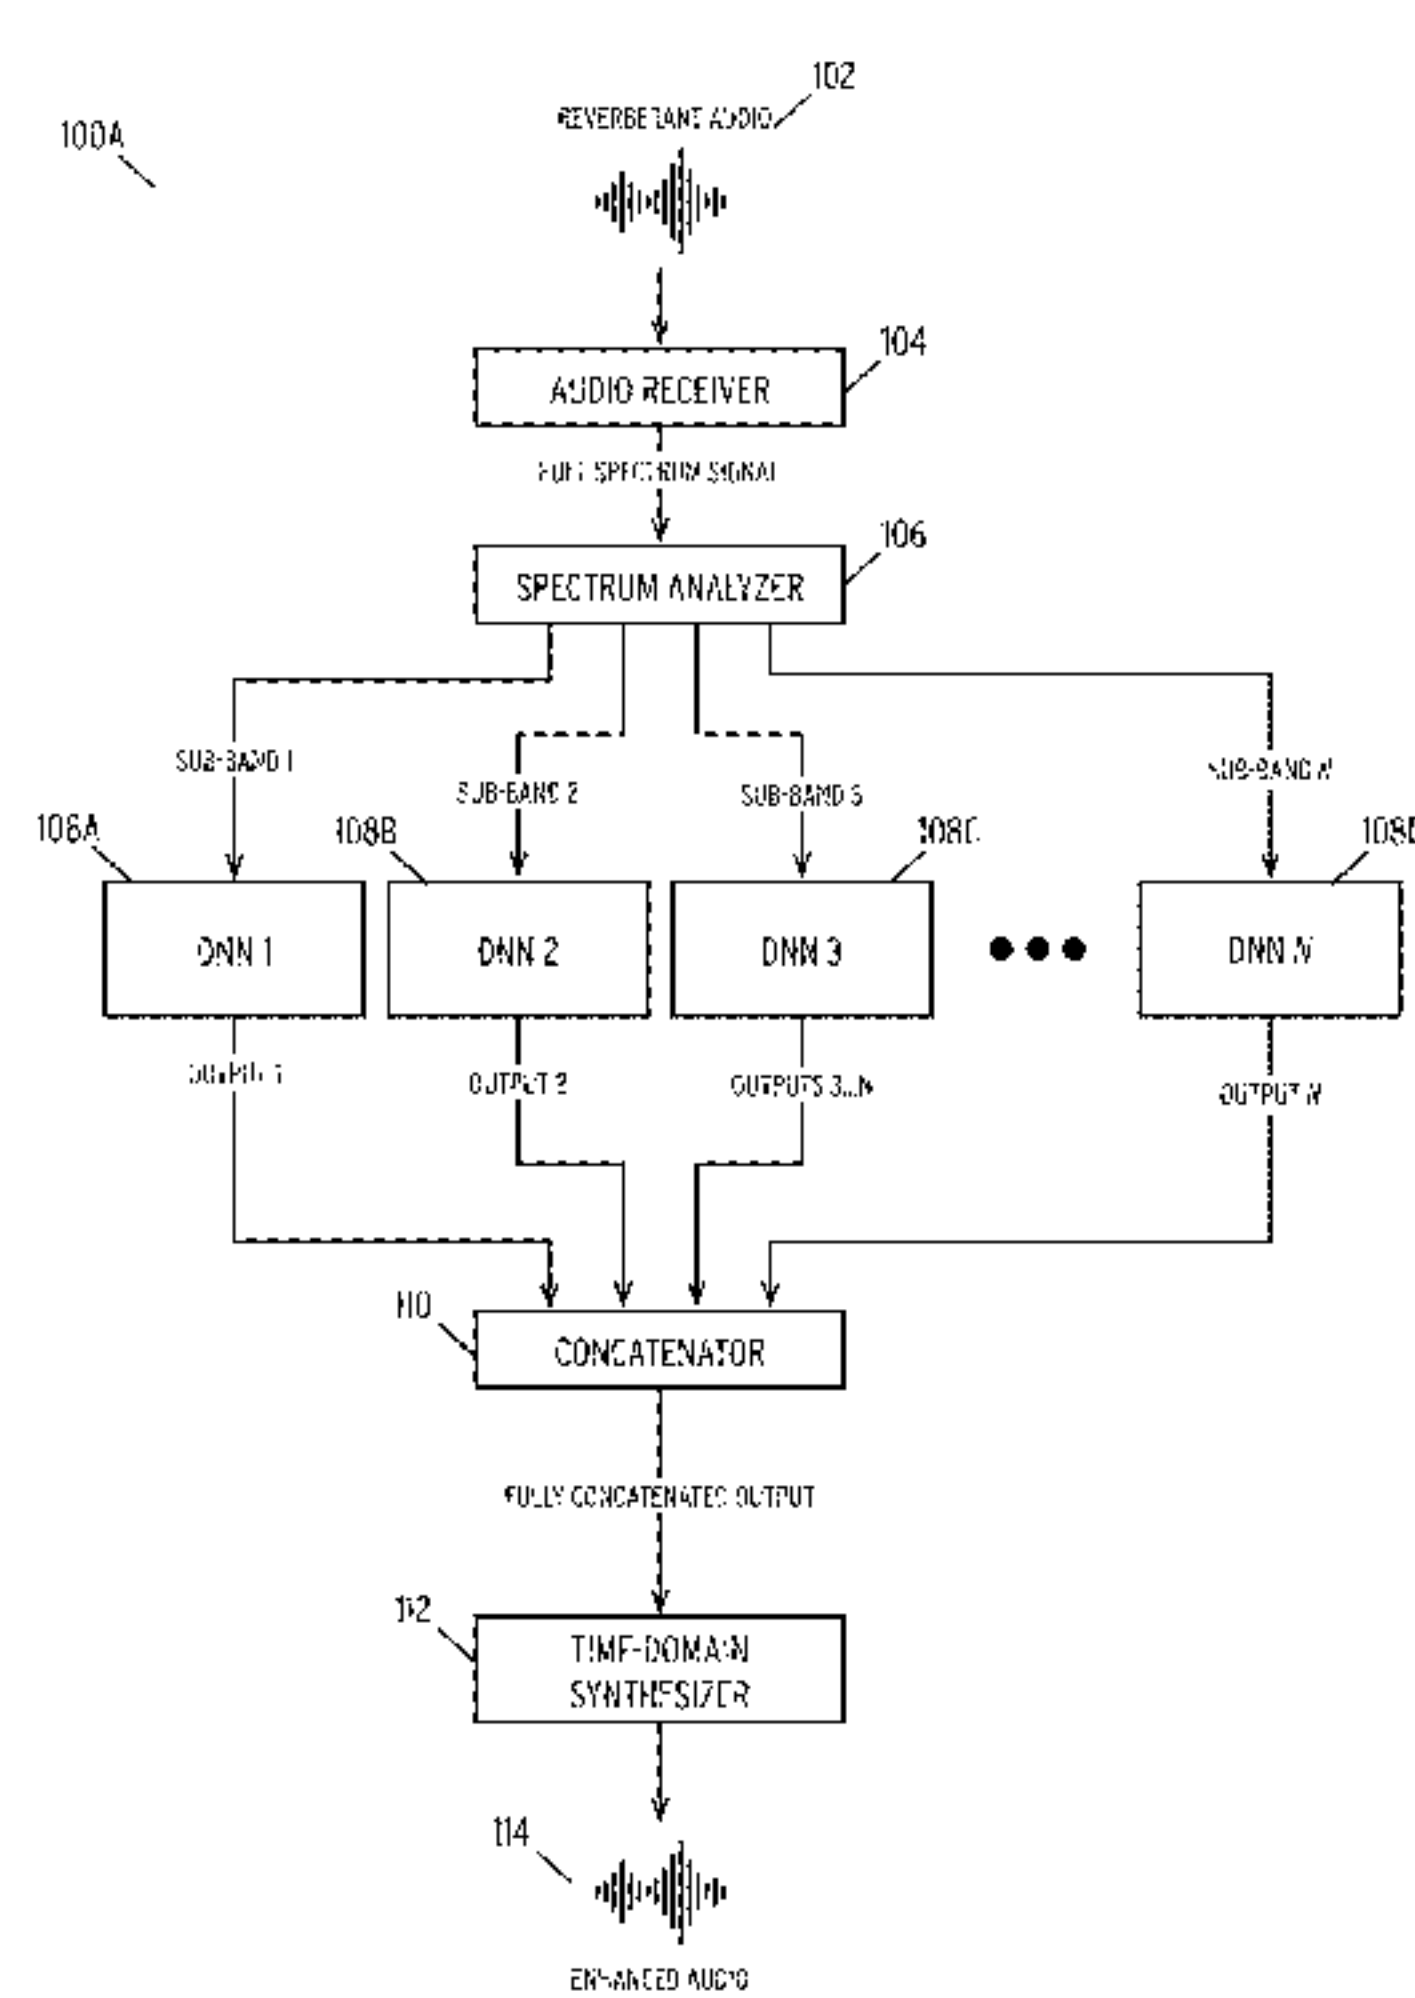 102
REVERBERANT AUDIO
100A
104
AUDIO RECEIVER
FULL SPECTRUM SIGNAL
106
SPECTRUM ANALYZER
SUB-BAND 1
SUB-BAND 2
SUB-BAND 3
SUB-BAND N
108A
108B
108C
DNN 1
DNN 2
DNN 3
DNN N
OUTPUT 1
OUTPUT 2
OUTPUTS 3...N
OUTPUT N
110
CONCATENATOR
FULLY CONCATENATED OUTPUT
112
TIME-DOMAIN
SYNTHESIZER
114
ENHANCED AUDIO